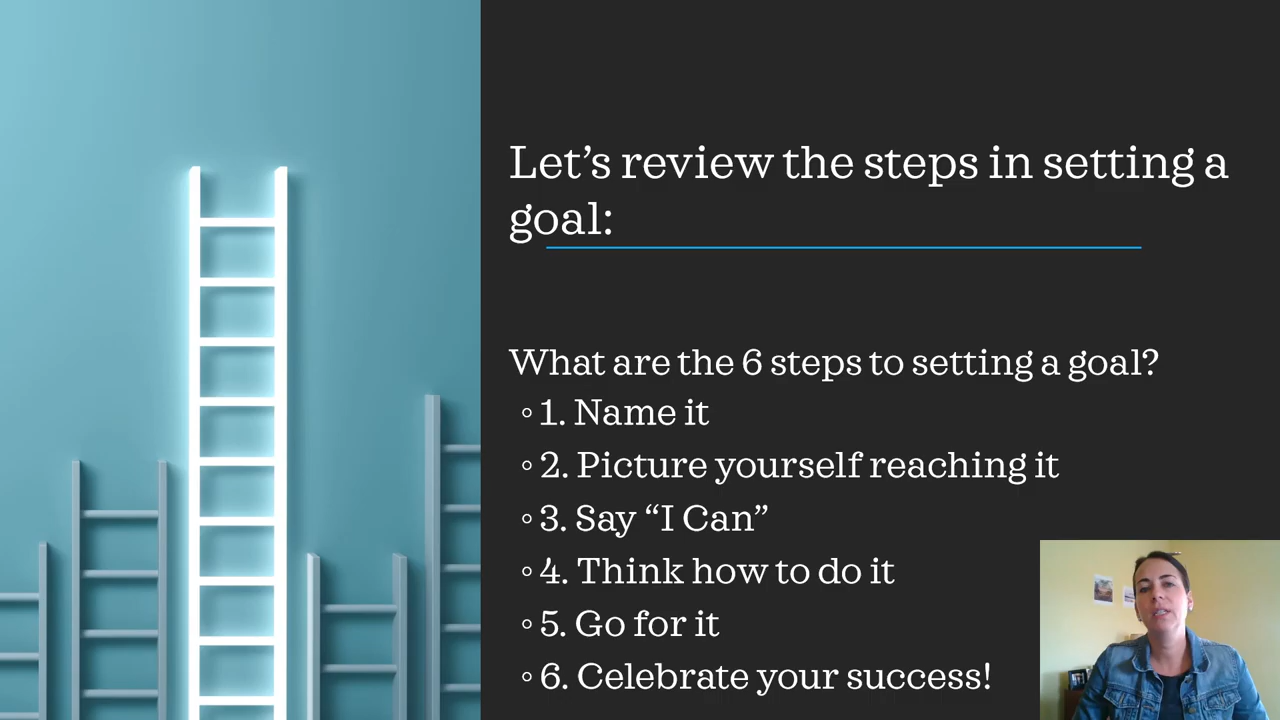 Let’s review the steps in setting a
goal:
What are the 6 steps to setting a goal?
◦ 1. Name it
◦ 2. Picture yourself reaching it
◦ 3. Say “I Can”
◦ 4. Think how to do it
◦ 5. Go for it
◦ 6. Celebrate your success!